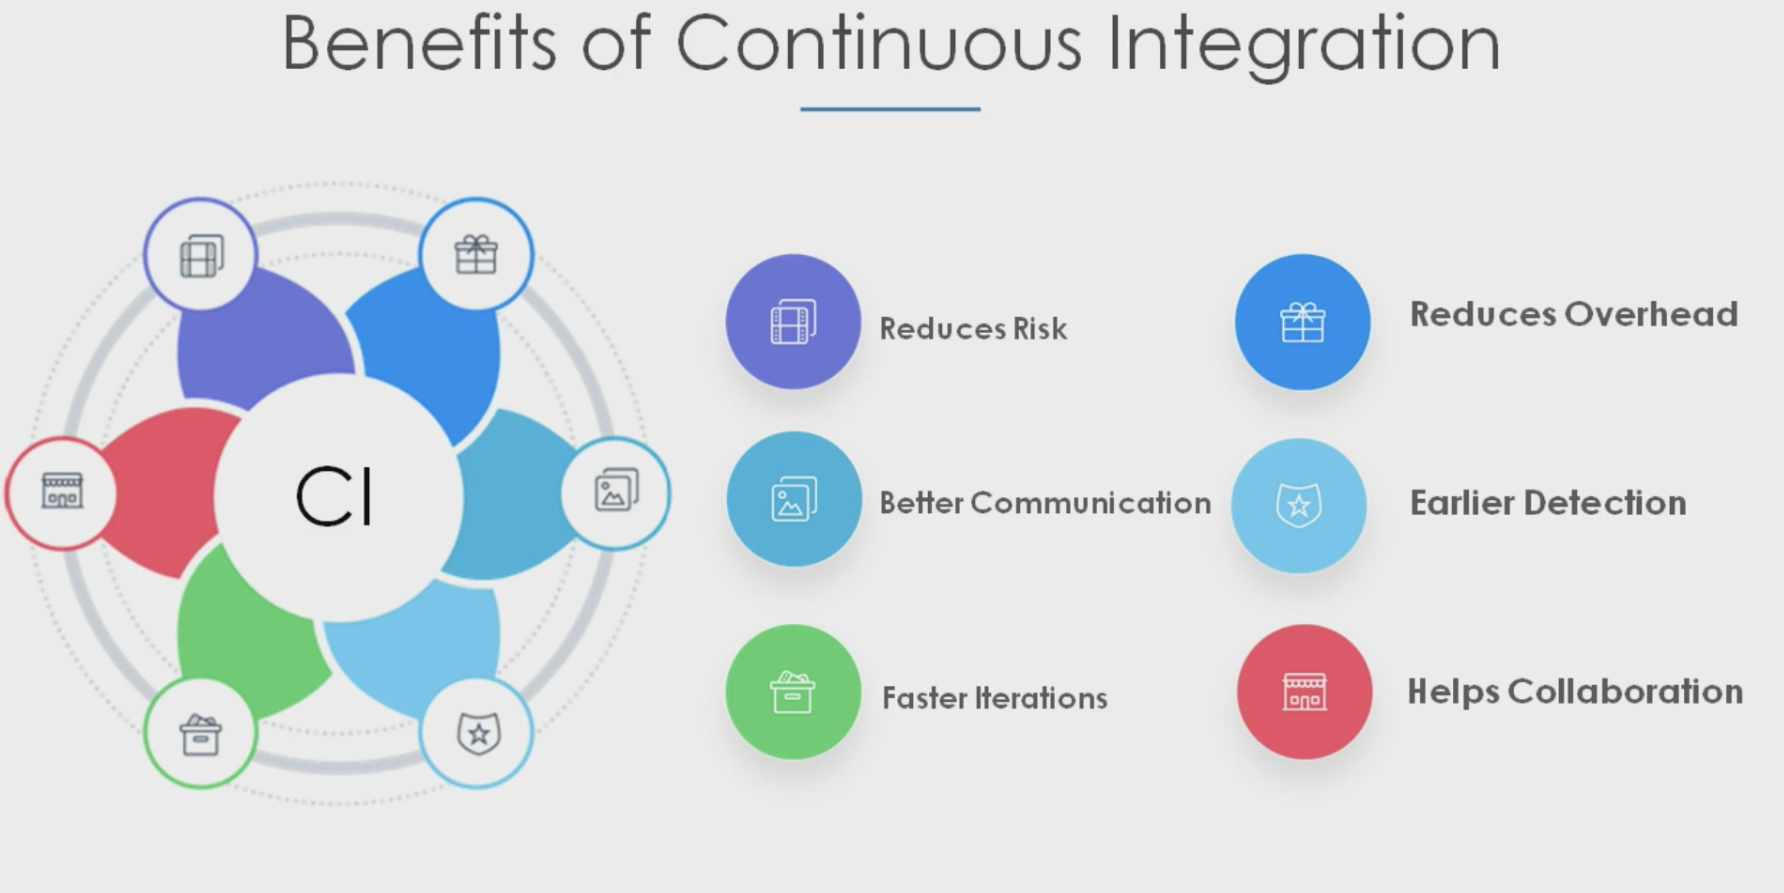 Benefits of Continuous Integration
CI
Reduces Risk
Reduces Overhead
Better Communication
Earlier Detection
Faster Iterations
Helps Collaboration